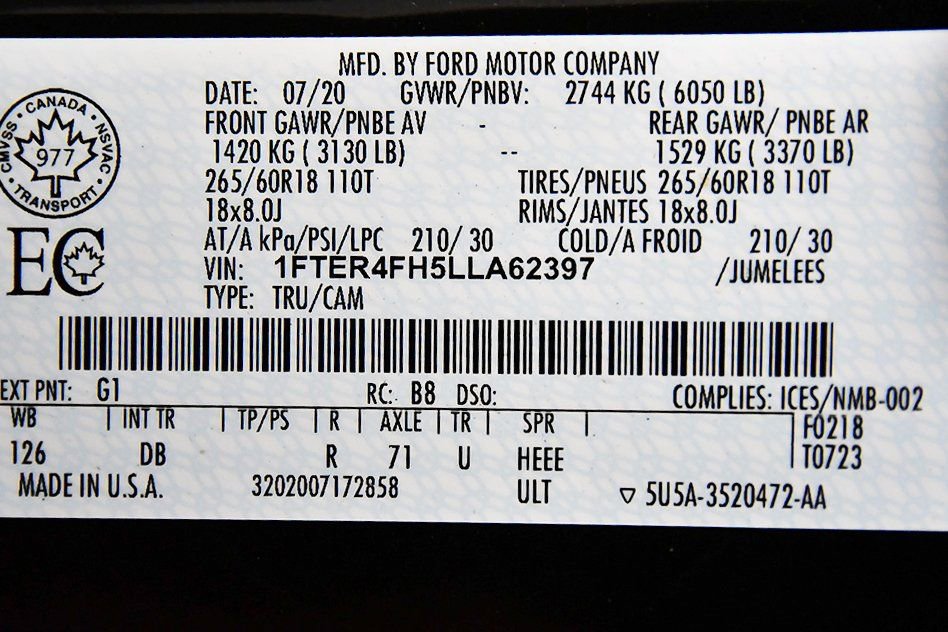 MFD. BY FORD MOTOR COMPANY
DATE: 07/20 GVWR/PNBV: 2744 KG ( 6050 LB)
FRONT GAWR/PNBE AV - REAR GAWR/ PNBE AR
1420 KG ( 3130 LB) -- 1529 KG ( 3370 LB)
265/60R18 110T TIRES/PNEUS 265/60R18 110T
18x8.0J RIMS/JANTES 18x8.0J
AT/A kPa/PSI/LPC 210/ 30 COLD/A FROID 210/ 30
VIN: 1FTER4FH5LLA62397 /JUMELEES
TYPE: TRU/CAM
CANADA
CMVSS • NSVAC
977
TRANSPORT
EC
EXT PNT: G1 RC: B8 DSO: COMPLIES: ICES/NMB-002
WB | INT TR | TP/PS | R | AXLE | TR | SPR | F0218
126 DB R 71 U HEEE T0723
MADE IN U.S.A. 3202007172858 ULT ▽ 5U5A-3520472-AA